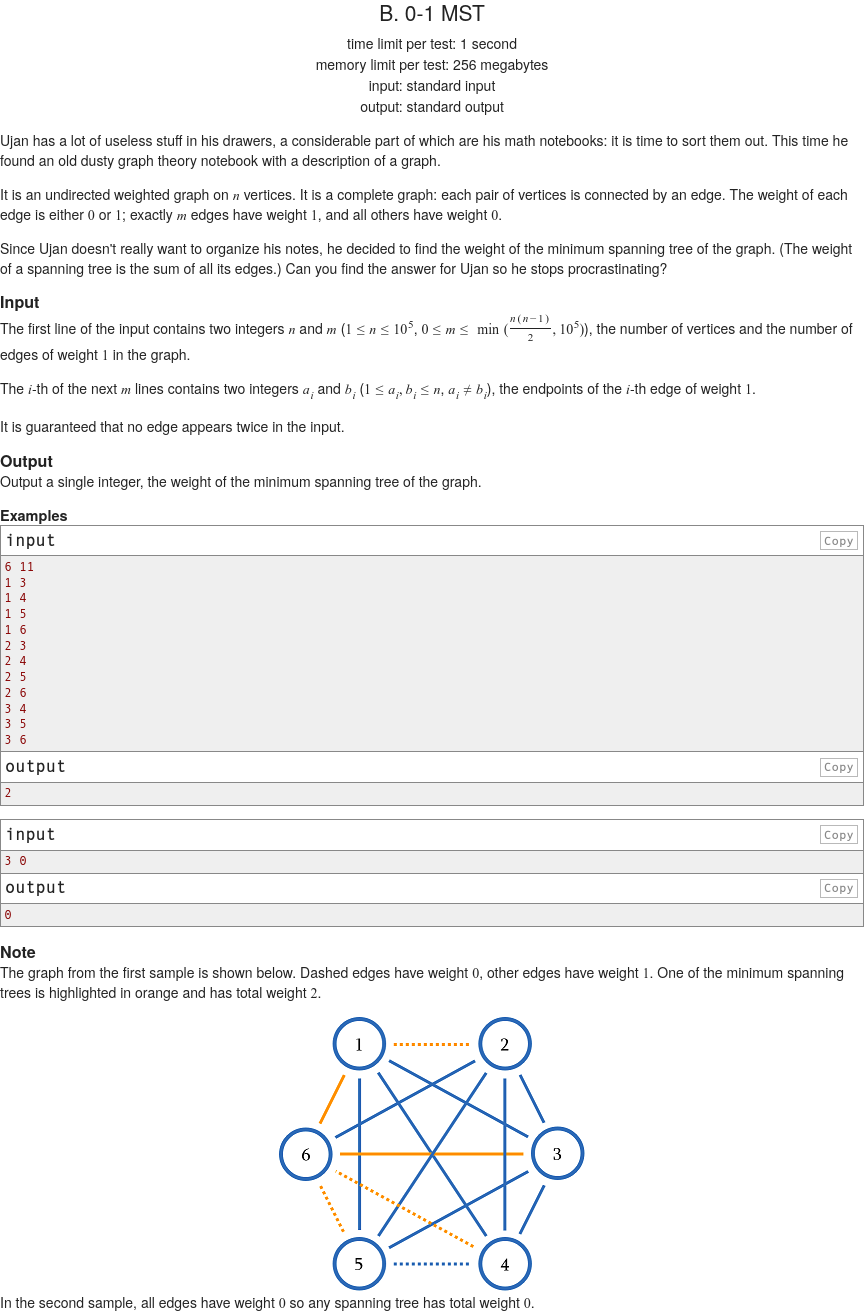 B. 0-1 MST
time limit per test: 1 second
memory limit per test: 256 megabytes
input: standard input
output: standard output
Ujan has a lot of useless stuff in his drawers, a considerable part of which are his math notebooks: it is time to sort them out. This time he
found an old dusty graph theory notebook with a description of a graph.
It is an undirected weighted graph on n vertices. It is a complete graph: each pair of vertices is connected by an edge. The weight of each
edge is either 0 or 1; exactly m edges have weight 1, and all others have weight 0.
Since Ujan doesn't really want to organize his notes, he decided to find the weight of the minimum spanning tree of the graph. (The weight
of a spanning tree is the sum of all its edges.) Can you find the answer for Ujan so he stops procrastinating?
Input
The first line of the input contains two integers n and m (1 ≤ n ≤ 10^5, 0 ≤ m ≤ min (n(n−1)/2, 10^5)), the number of vertices and the number of
edges of weight 1 in the graph.
The i-th of the next m lines contains two integers a_i and b_i (1 ≤ a_i, b_i ≤ n, a_i ≠ b_i), the endpoints of the i-th edge of weight 1.
It is guaranteed that no edge appears twice in the input.
Output
Output a single integer, the weight of the minimum spanning tree of the graph.
Examples
input Copy
6 11
1 3
1 4
1 5
1 6
2 3
2 4
2 5
2 6
3 4
3 5
3 6
output Copy
2
input Copy
3 0
output Copy
0
Note
The graph from the first sample is shown below. Dashed edges have weight 0, other edges have weight 1. One of the minimum spanning
trees is highlighted in orange and has total weight 2.
1 2
6 3
5 4
In the second sample, all edges have weight 0 so any spanning tree has total weight 0.